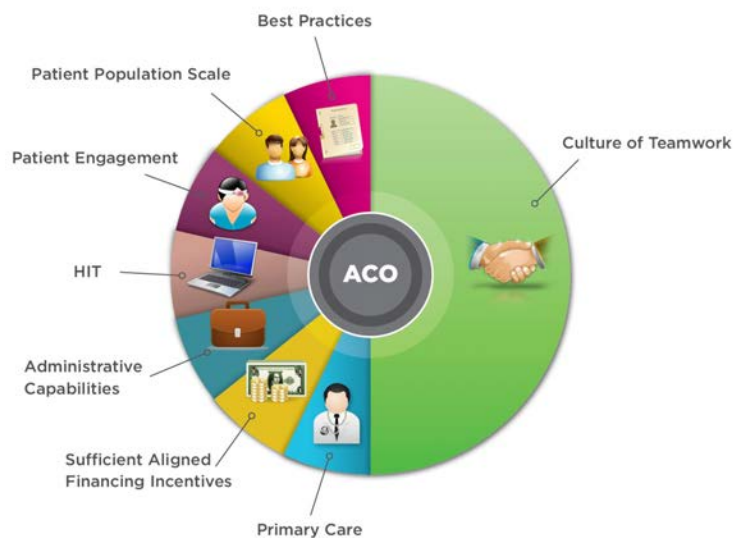 Best Practices
Patient Population Scale
Culture of Teamwork
Patient Engagement
HIT
ACO
Administrative
Capabilities
Sufficient Aligned
Financing Incentives
Primary Care